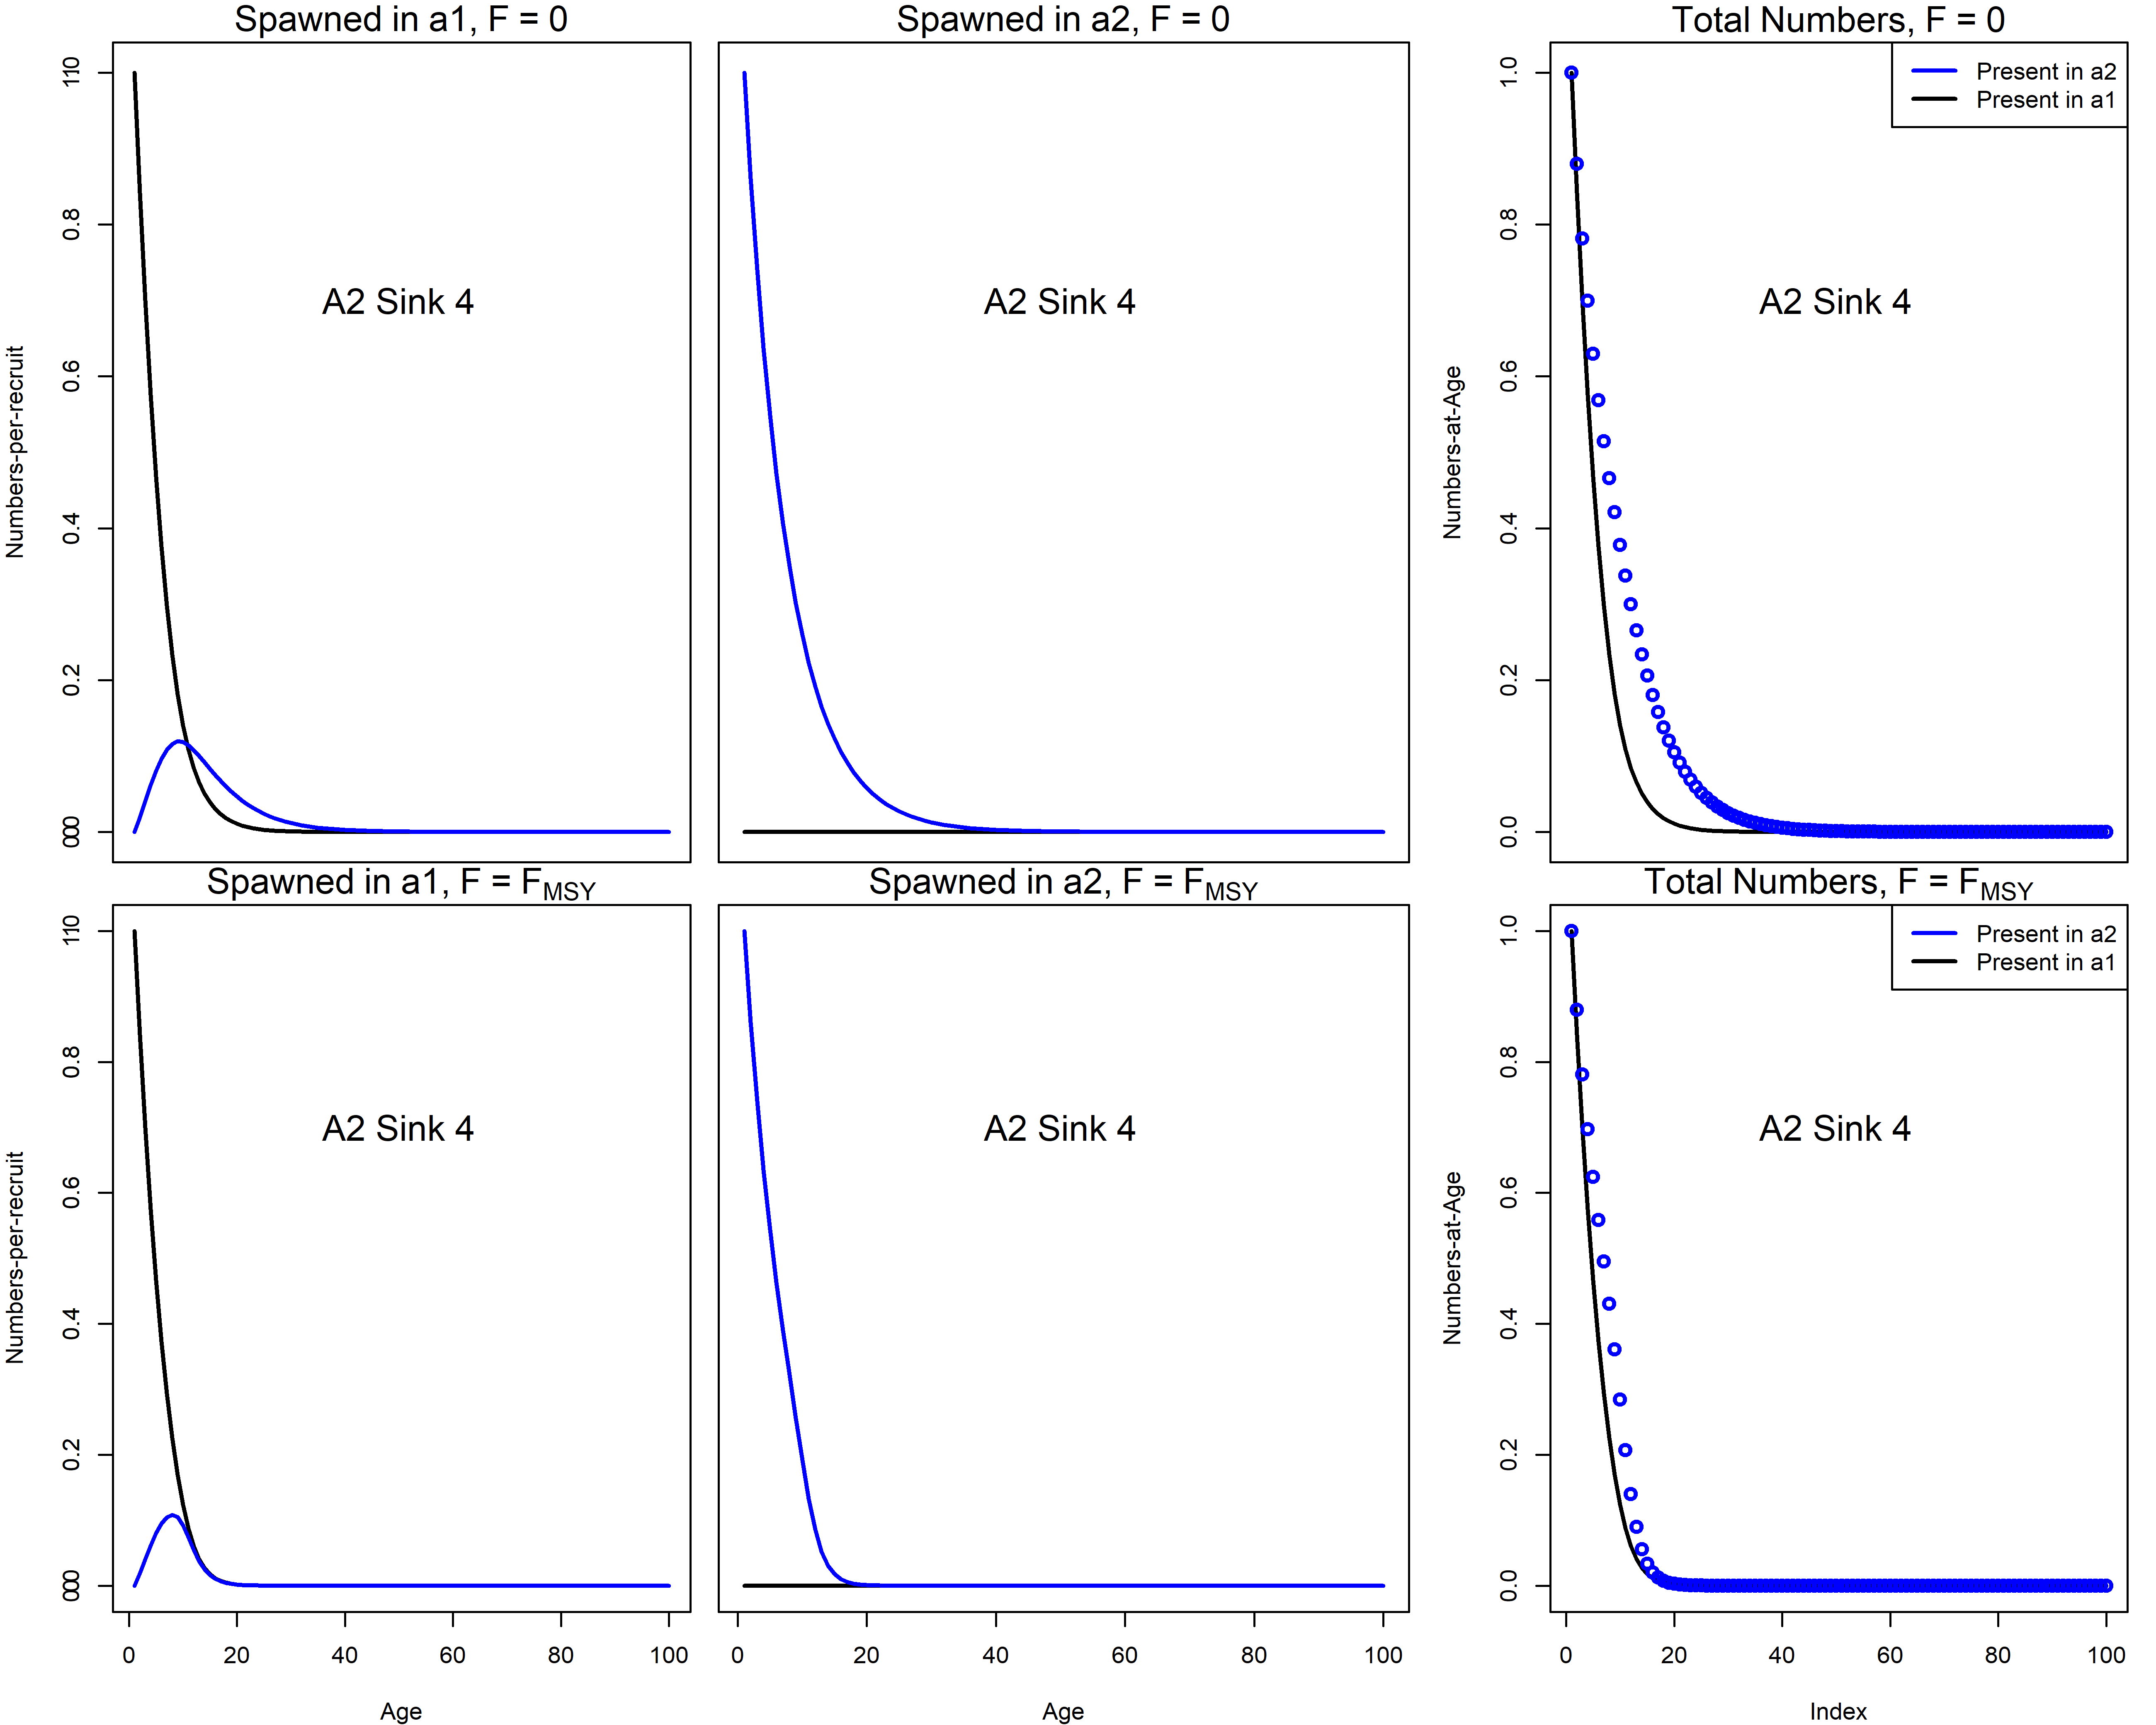 Spawned in a1, F = 0
Spawned in a2, F = 0
Total Numbers, F = 0
Numbers-per-recruit
110
0.8
0.6
0.4
0.2
000
A2 Sink 4
A2 Sink 4
Numbers-at-Age
1.0
0.8
0.6
0.4
0.2
0.0
Present in a2
Present in a1
A2 Sink 4
Spawned in a1, F = FMSY
Spawned in a2, F = FMSY
Total Numbers, F = FMSY
Numbers-per-recruit
110
0.8
0.6
0.4
0.2
000
A2 Sink 4
A2 Sink 4
Numbers-at-Age
1.0
0.8
0.6
0.4
0.2
0.0
Present in a2
Present in a1
A2 Sink 4
0 20 40 60 80 100
0 20 40 60 80 100
0 20 40 60 80 100
Age
Age
Index